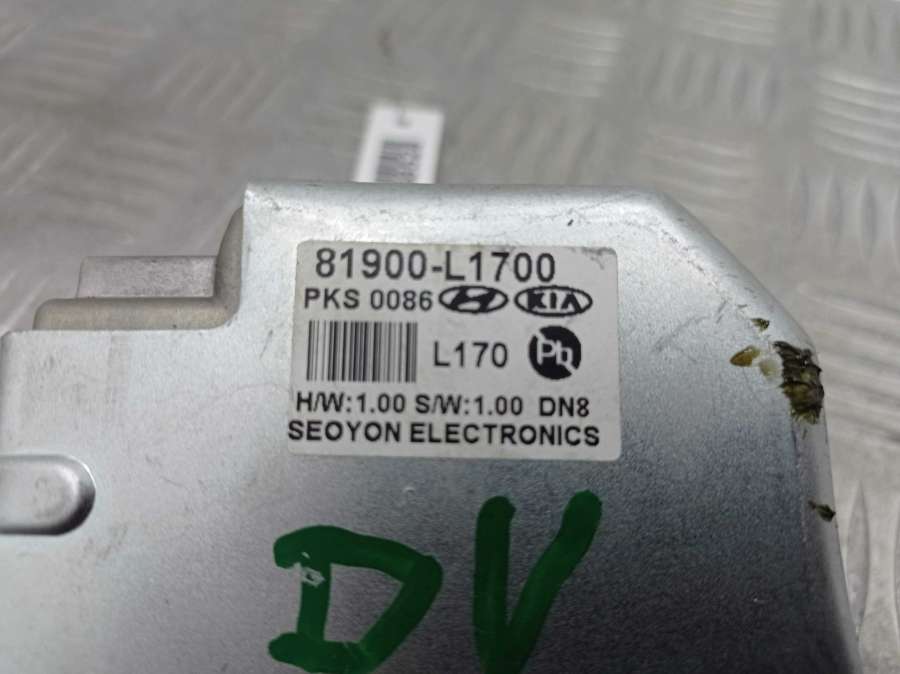 81900-L1700
PKS 0086 KIA
L170 Pb
H/W:1.00 S/W:1.00 DN8
SEOYON ELECTRONICS
DV